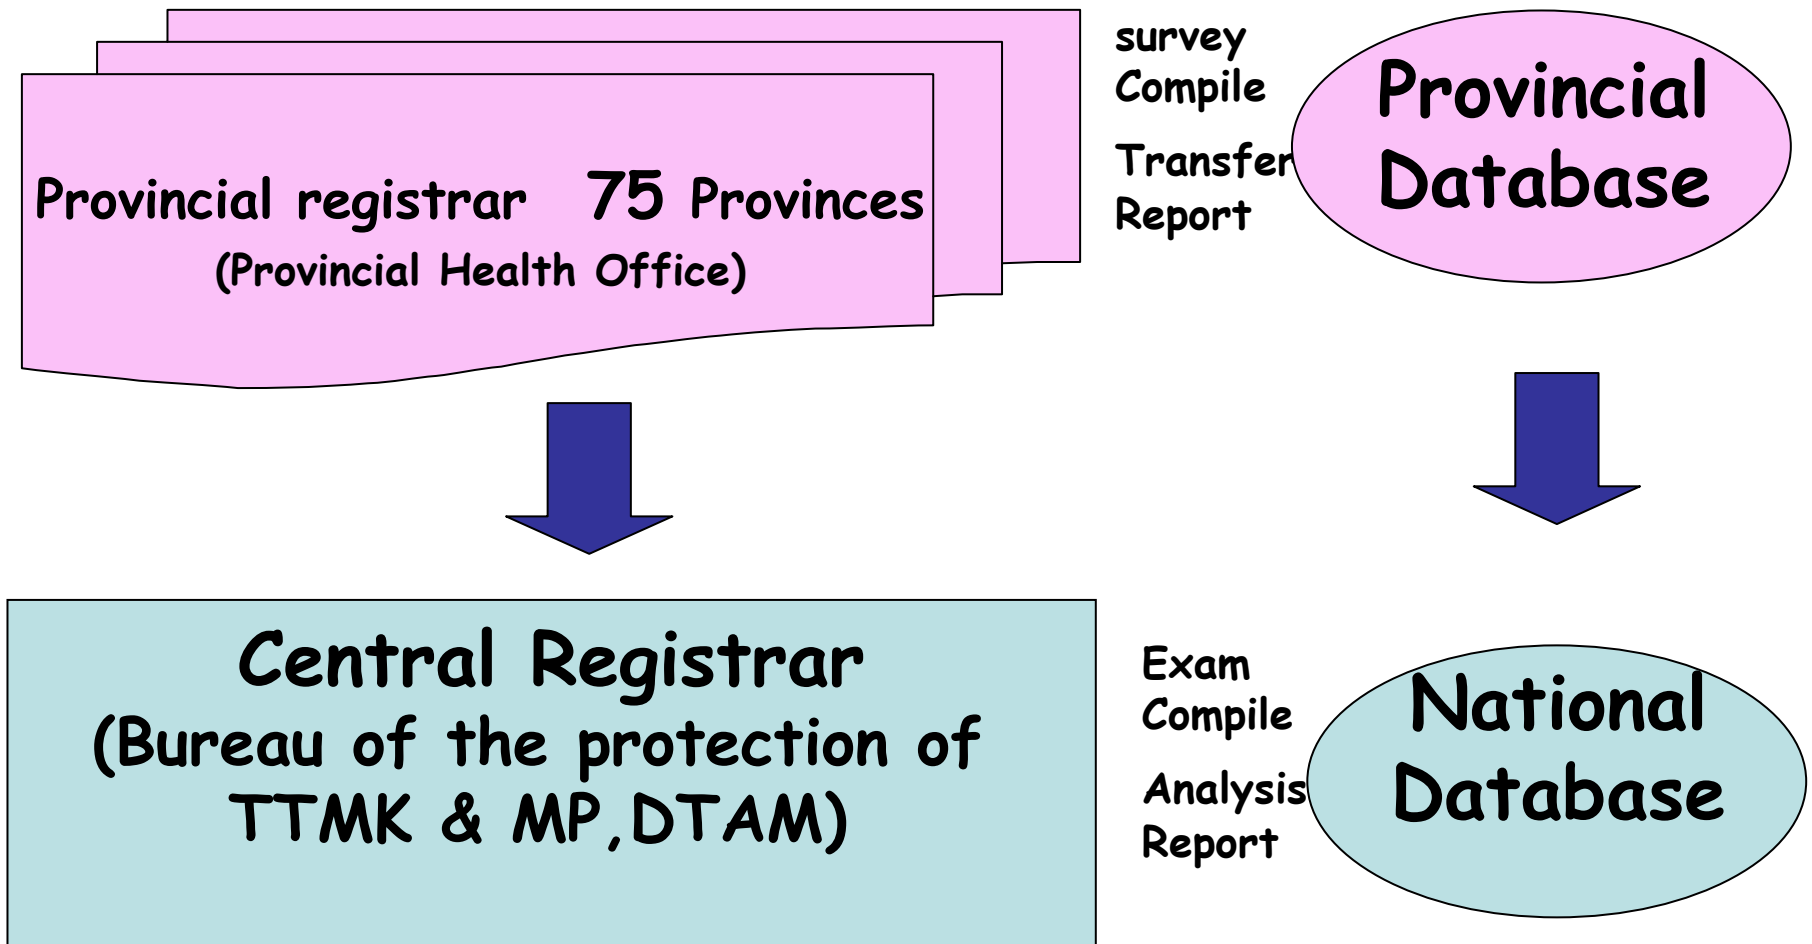 Provincial registrar 75 Provinces
(Provincial Health Office)
survey
Compile
Transfer
Report
Provincial
Database
Central Registrar
(Bureau of the protection of
TTMK & MP,DTAM)
Exam
Compile
Analysis
Report
National
Database